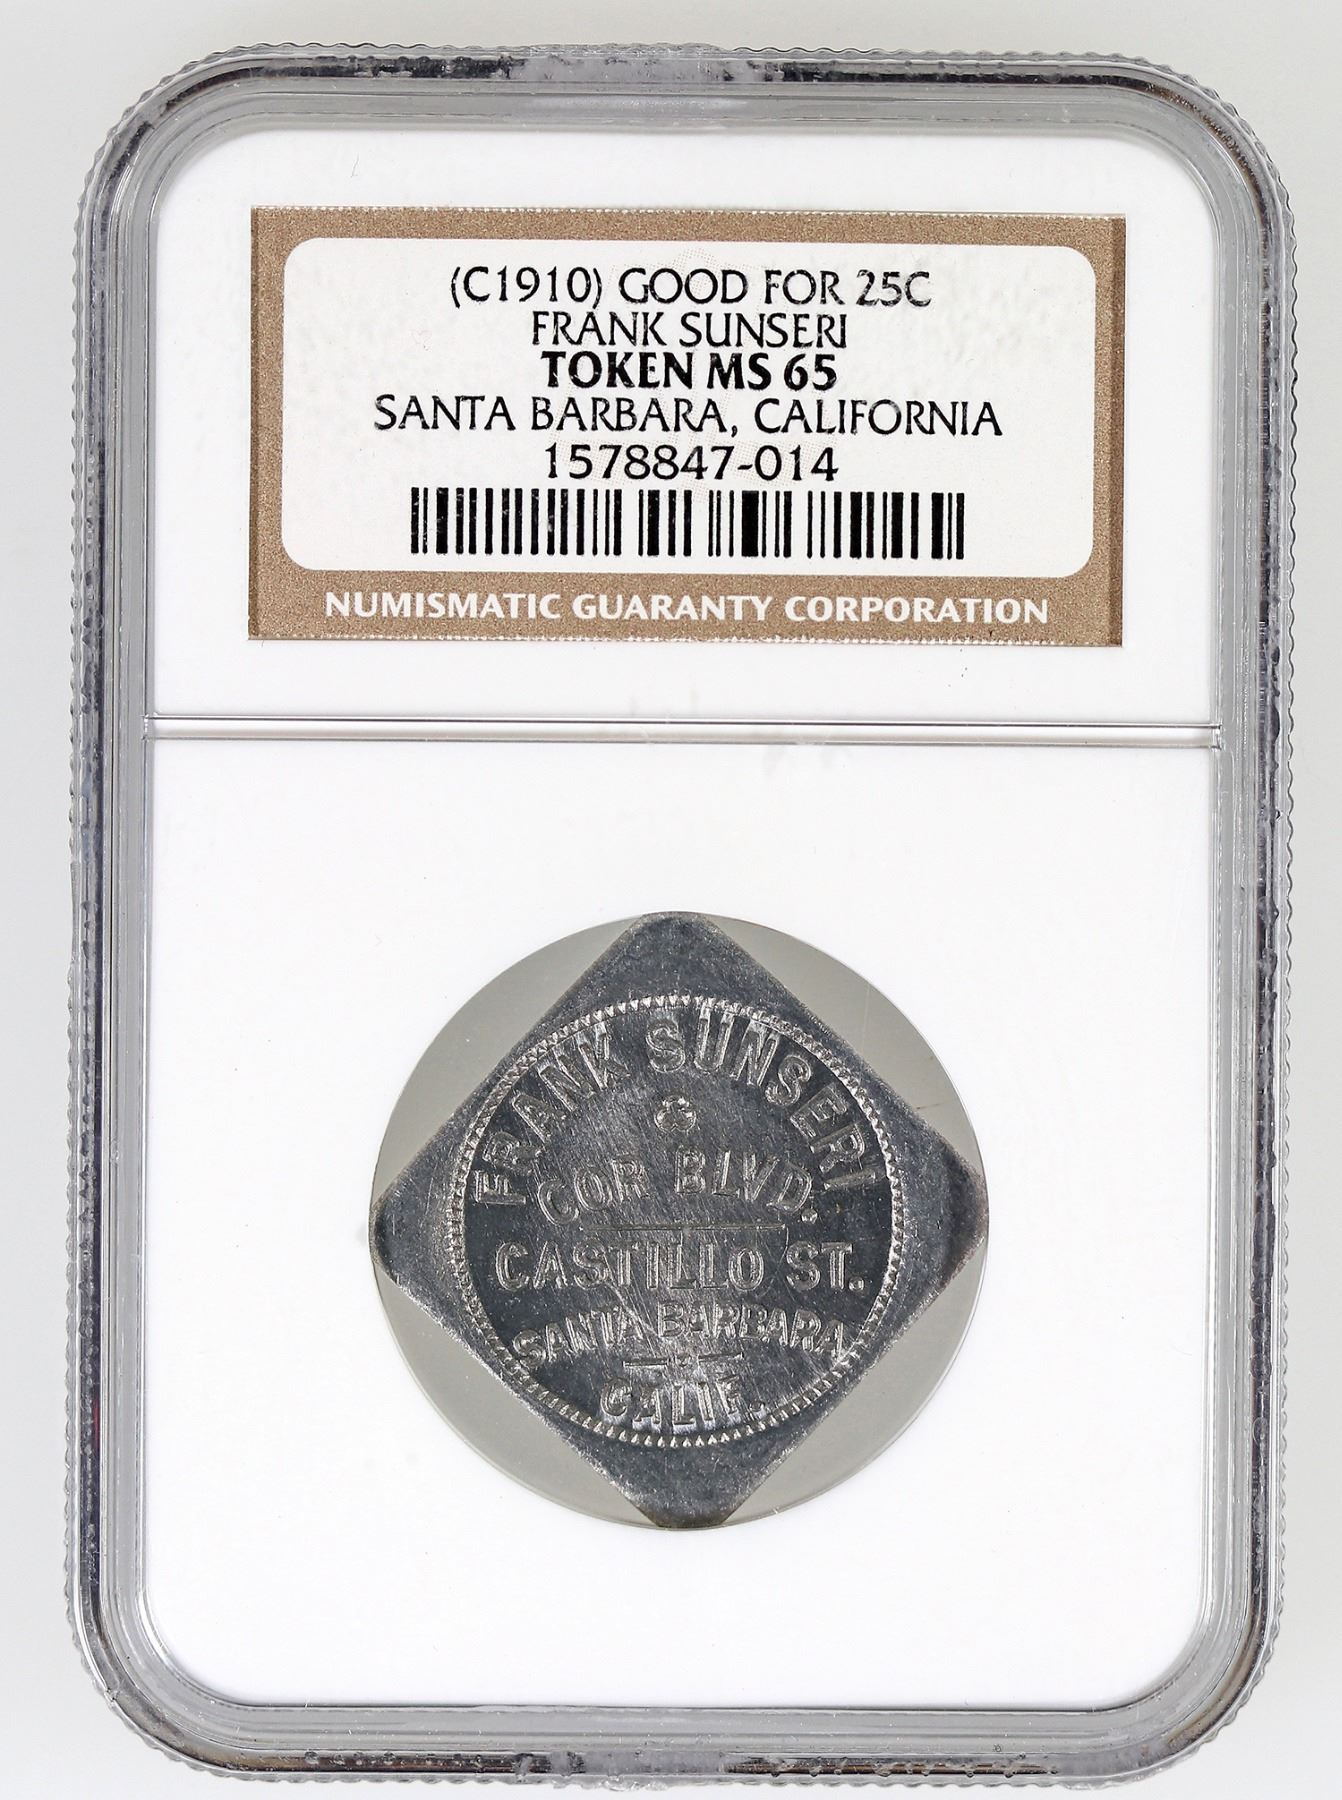 (C1910) GOOD FOR 25C
FRANK SUNSERI
TOKEN MS 65
SANTA BARBARA, CALIFORNIA
1578847-014
NUMISMATIC GUARANTY CORPORATION
FRANK SUNSERI
COR BLVD.
CASTILLO ST.
SANTA BARBARA
CALIF.